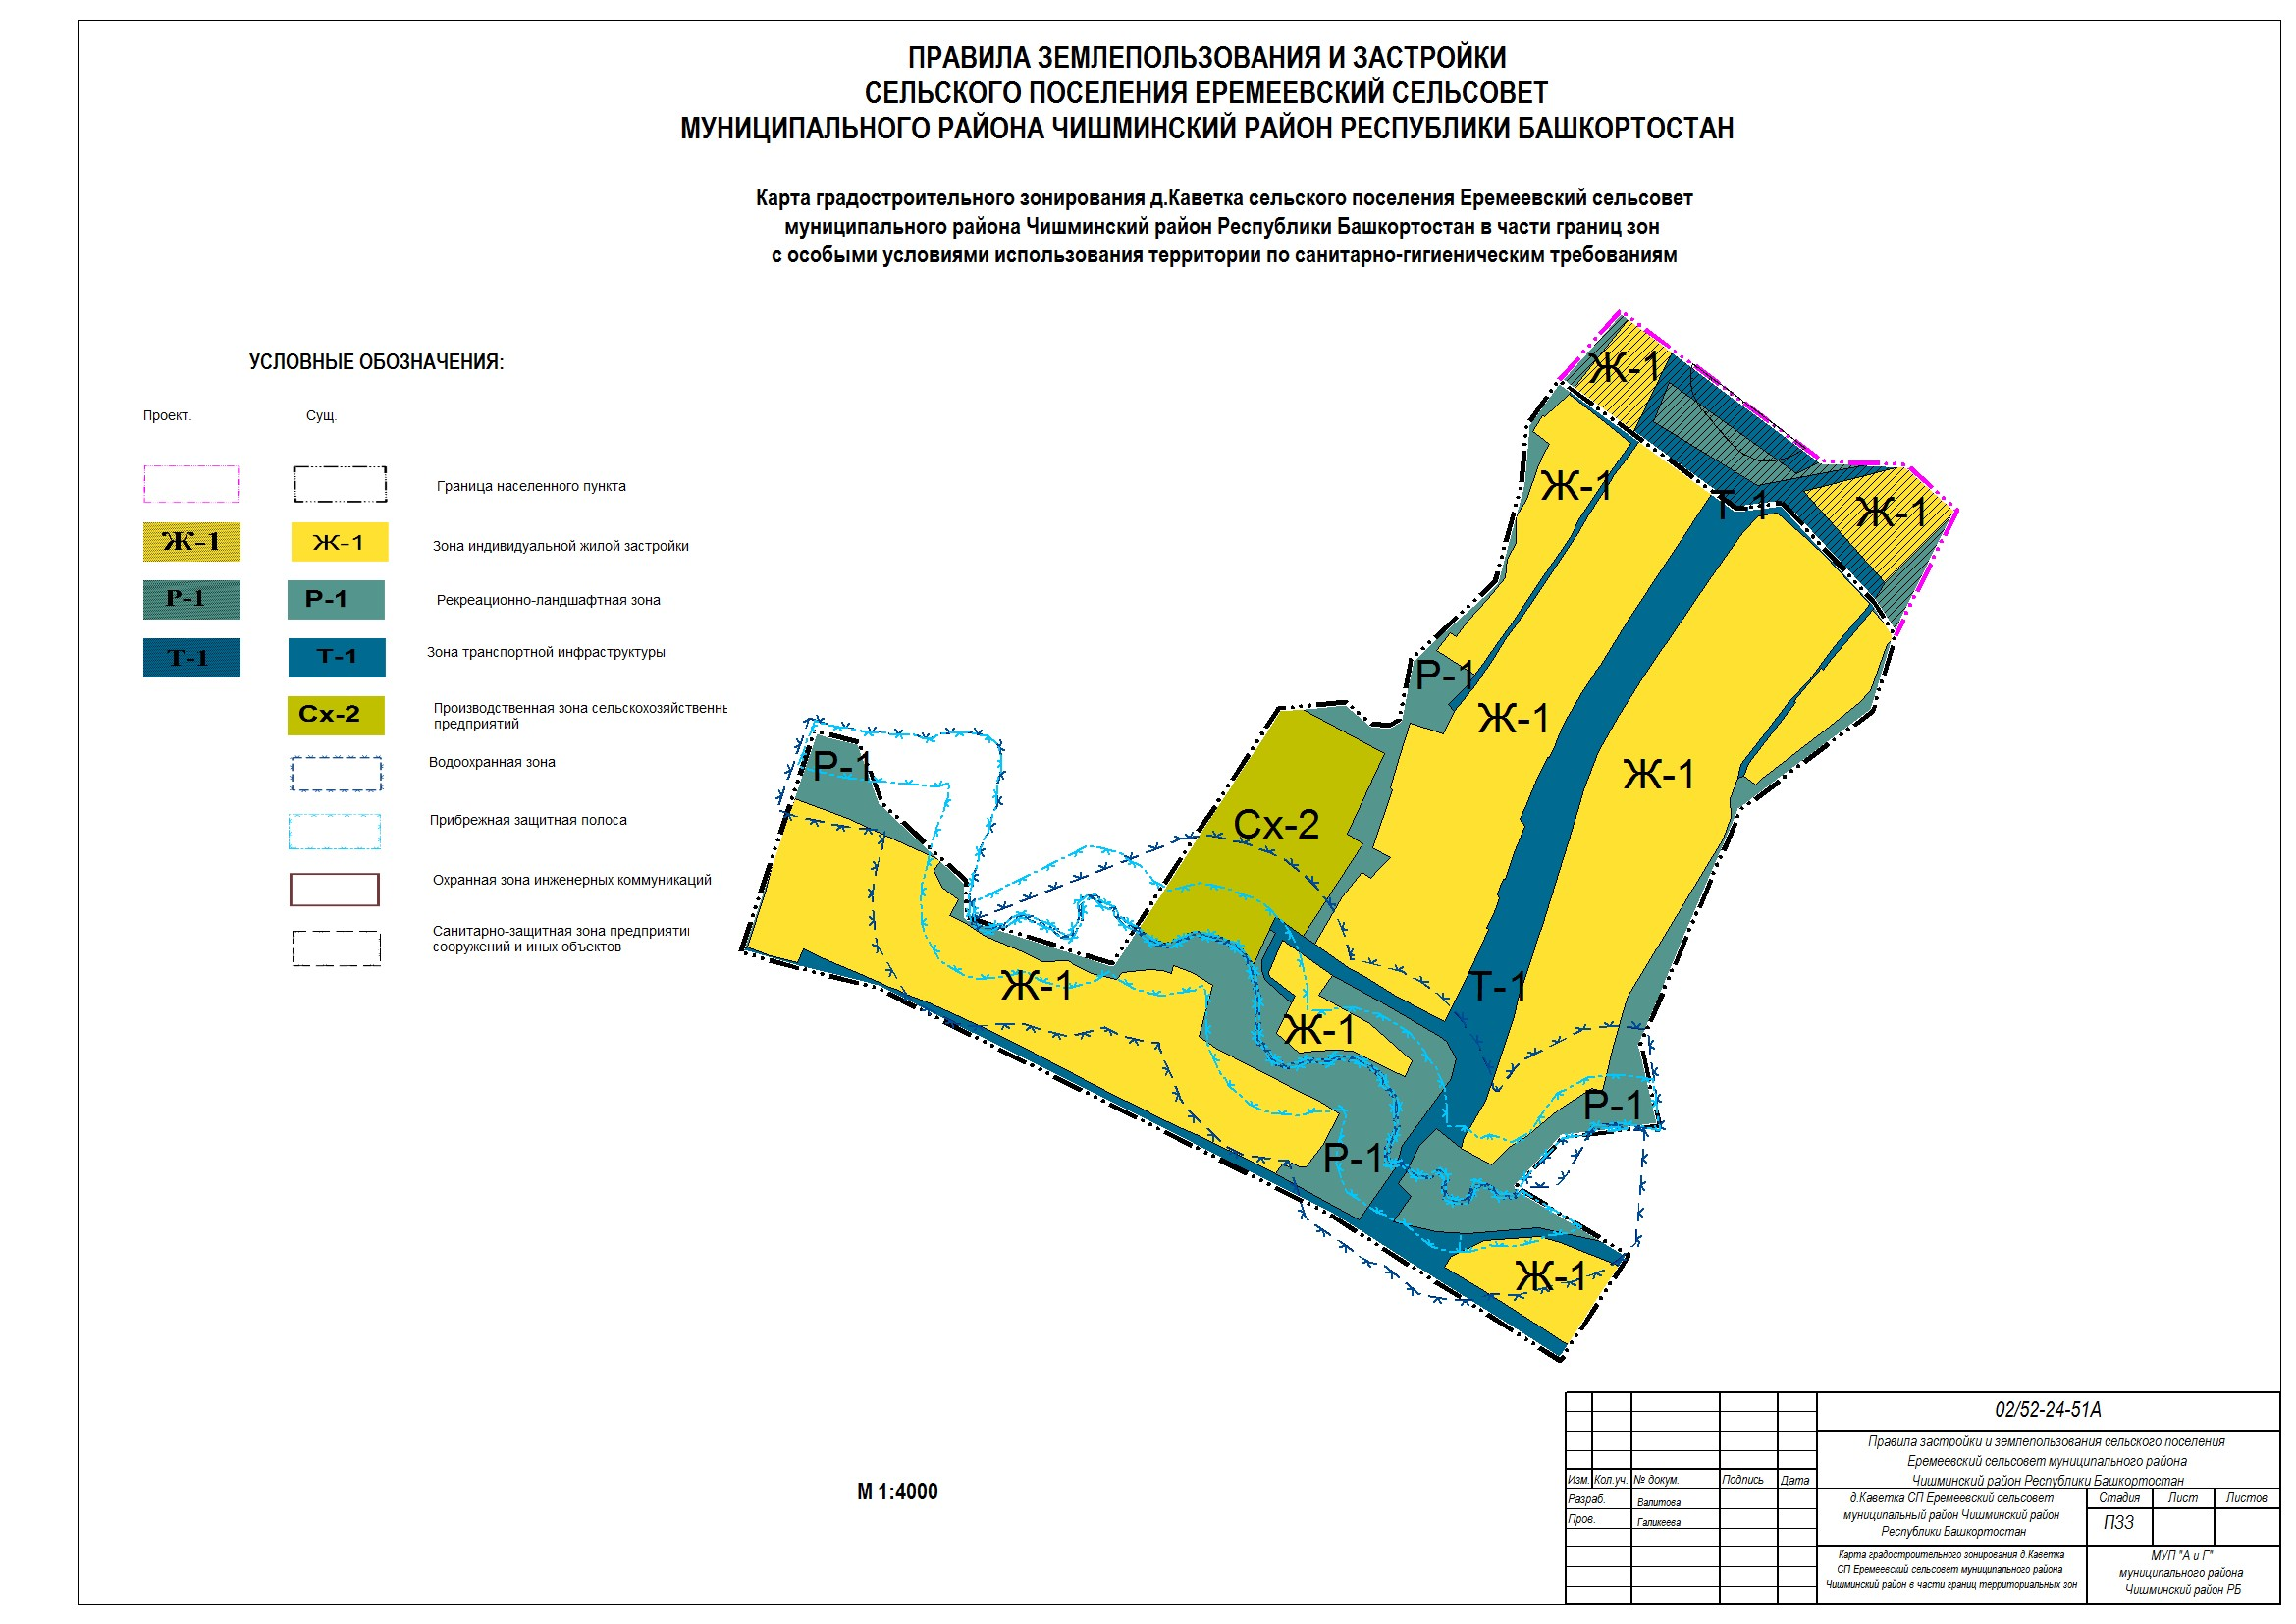 ПРАВИЛА ЗЕМЛЕПОЛЬЗОВАНИЯ И ЗАСТРОЙКИ
СЕЛЬСКОГО ПОСЕЛЕНИЯ ЕРЕМЕЕВСКИЙ СЕЛЬСОВЕТ
МУНИЦИПАЛЬНОГО РАЙОНА ЧИШМИНСКИЙ РАЙОН РЕСПУБЛИКИ БАШКОРТОСТАН
Карта градостроительного зонирования д.Каветка сельского поселения Еремеевский сельсовет
муниципального района Чишминский район Республики Башкортостан в части границ зон
с особыми условиями использования территории по санитарно-гигиеническим требованиям
УСЛОВНЫЕ ОБОЗНАЧЕНИЯ:
Проект. Сущ.
Граница населенного пункта
Ж-1 Ж-1 Зона индивидуальной жилой застройки
Р-1 Р-1 Рекреационно-ландшафтная зона
Т-1 Т-1 Зона транспортной инфраструктуры
Сх-2 Производственная зона сельскохозяйственнь
предприятий
Водоохранная зона
Прибрежная защитная полоса
Охранная зона инженерных коммуникаций
Санитарно-защитная зона предприяти
сооружений и иных объектов
Ж-1
Ж-1
Т-1
Ж-1
Р-1
Ж-1
Р-1
Ж-1
Сх-2
Ж-1
Т-1
Ж-1
Р-1
Р-1
Ж-1
М 1:4000
02/52-24-51А
Правила застройки и землепользования сельского поселения
Еремеевский сельсовет муниципального района
Чишминский район Республики Башкортостан
Изм. Кол.уч. № докум. Подпись Дата
Разраб. Валитова
Пров. Галикеева
д.Каветка СП Еремеевский сельсовет
муниципальный район Чишминский район
Республики Башкортостан
Стадия Лист Листов
ПЗЗ
Карта градостроительного зонирования д.Каветка
СП Еремеевский сельсовет муниципального района
Чишминский район в части границ территориальных зон
МУП "А и Г"
муниципального района
Чишминский район РБ